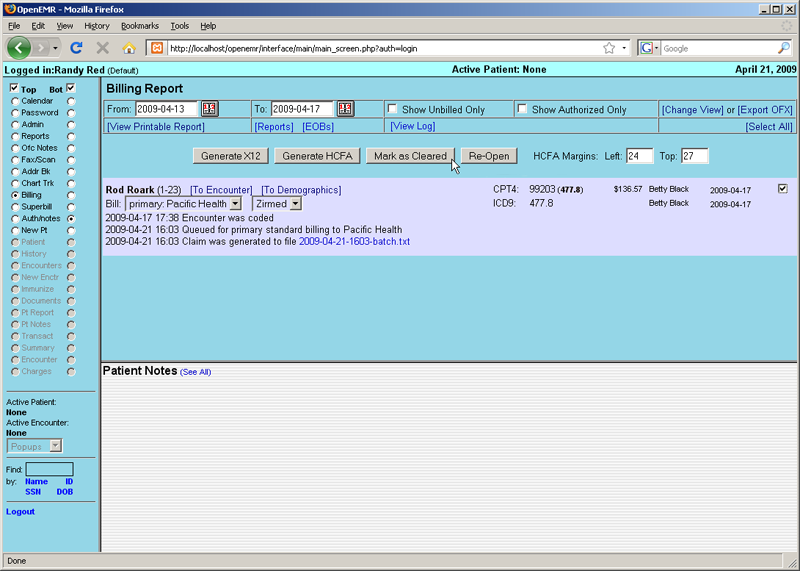 OpenEMR - Mozilla Firefox
File Edit View History Bookmarks Tools Help
http://localhost/openemr/interface/main/main_screen.php?auth=login
G Google
Logged in:Randy Red (Default) Active Patient: None April 21, 2009
Top Bot
Calendar
Password
Admin
Reports
Ofc Notes
Fax/Scan
Addr Bk
Chart Trk
Billing
Superbill
Auth/notes
New Pt
Patient
History
Encounters
New Enctr
Immunize
Documents
Pt Report
Pt Notes
Transact
Summary
Encounter
Charges
Active Patient:
None
Active Encounter:
None
Popups
Find:
by: Name ID
SSN DOB
Logout
Billing Report
From: 2009-04-13 To: 2009-04-17 Show Unbilled Only Show Authorized Only [Change View] or [Export OFX]
[View Printable Report] [Reports] [EOBs] [View Log] [Select All]
Generate X12 Generate HCFA Mark as Cleared Re-Open HCFA Margins: Left: 24 Top: 27
Rod Roark (1-23) [To Encounter] [To Demographics] CPT4: 99203 (477.8) $136.57 Betty Black 2009-04-17
Bill: primary: Pacific Health Zirmed ICD9: 477.8 Betty Black 2009-04-17
2009-04-17 17:38 Encounter was coded
2009-04-21 16:03 Queued for primary standard billing to Pacific Health
2009-04-21 16:03 Claim was generated to file 2009-04-21-1603-batch.txt
Patient Notes (See All)
Done